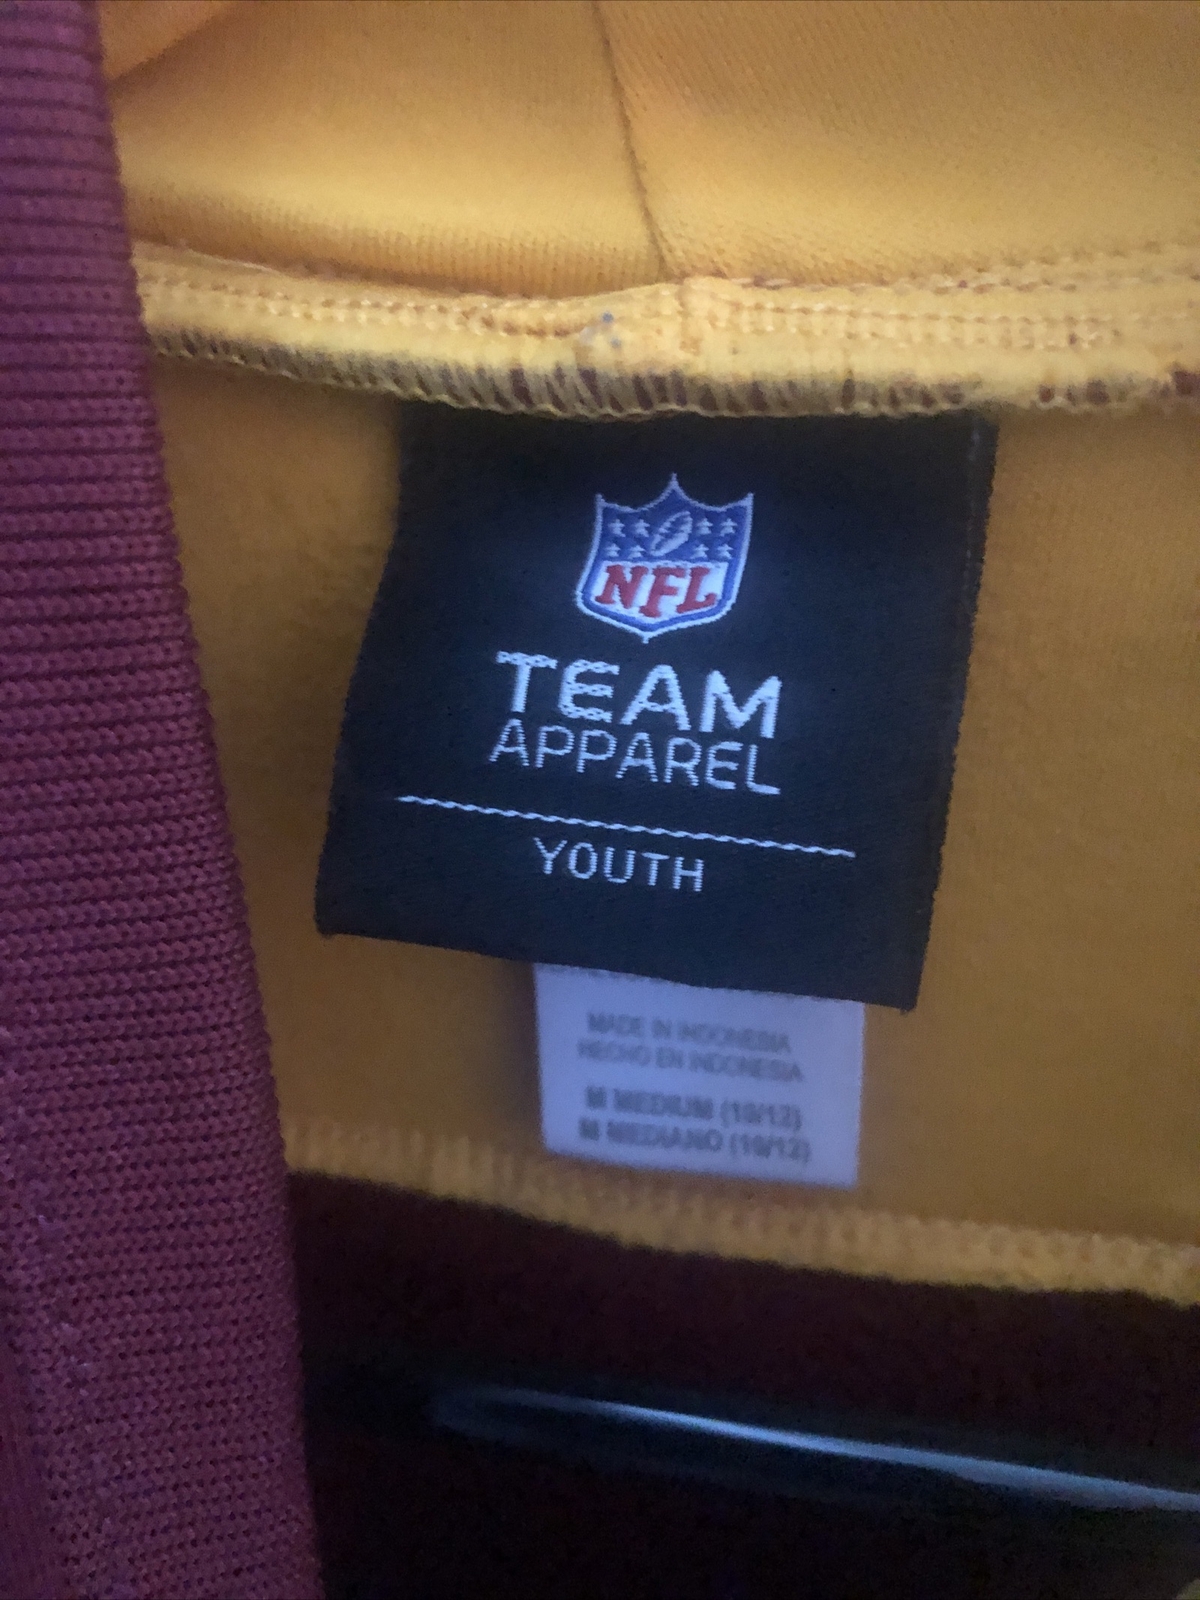 NFL
TEAM
APPAREL
YOUTH
MADE IN INDONESIA
HECHO EN INDONESIA
M MEDIUM (10/12)
M MEDIANO (10/12)